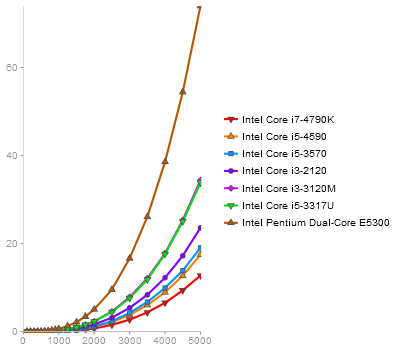 60
40
20
0
0 1000 2000 3000 4000 5000
Intel Core i7-4790K
Intel Core i5-4590
Intel Core i5-3570
Intel Core i3-2120
Intel Core i3-3120M
Intel Core i5-3317U
Intel Pentium Dual-Core E5300